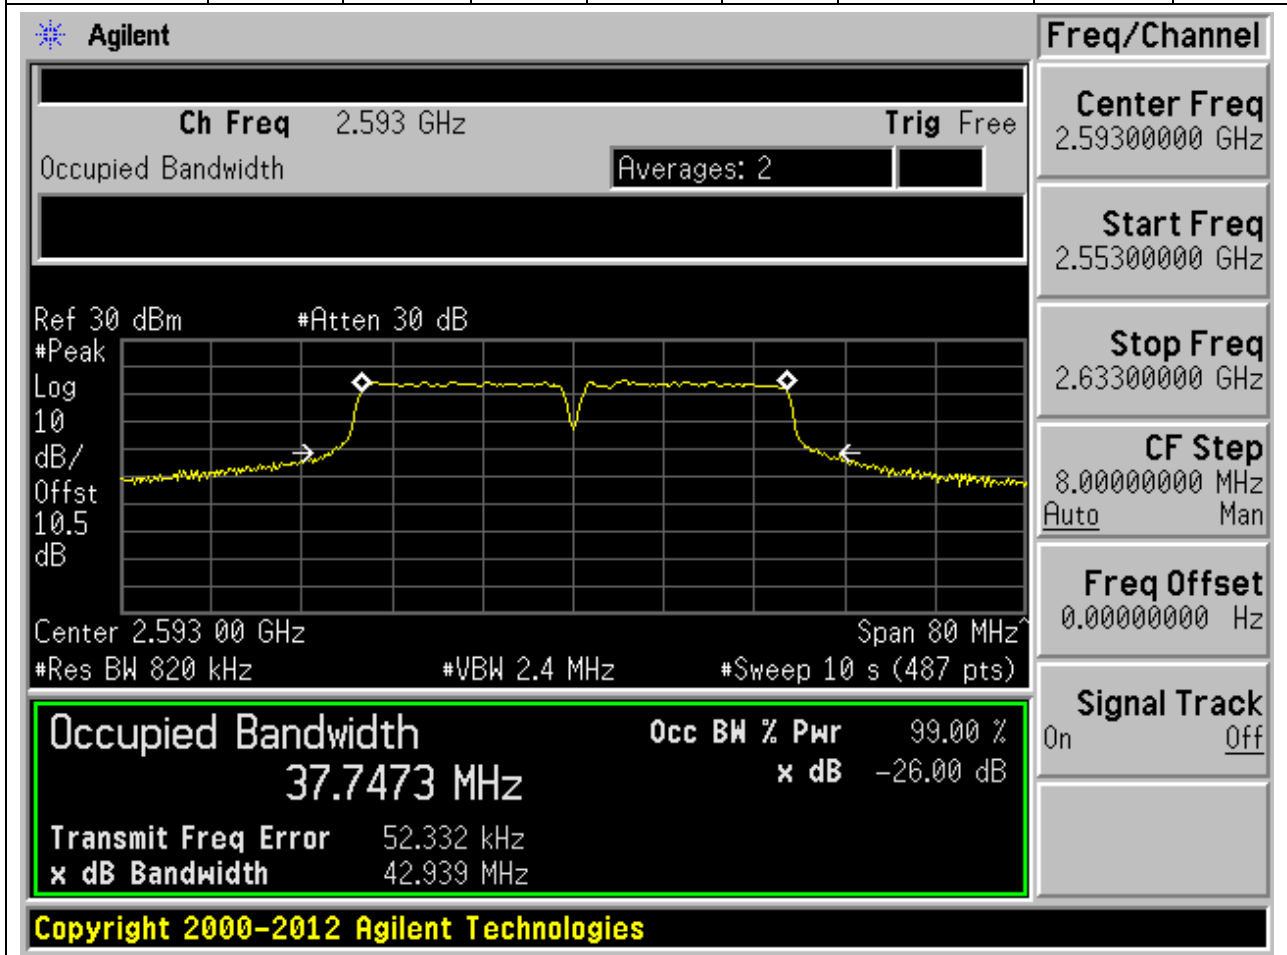 Agilent
Freq/Channel
Ch Freq 2.593 GHz
Trig Free
Occupied Bandwidth
Averages: 2
Center Freq
2.59300000 GHz
Start Freq
2.55300000 GHz
Stop Freq
2.63300000 GHz
CF Step
8.00000000 MHz
Auto Man
Freq Offset
0.00000000 Hz
Signal Track
On Off
Ref 30 dBm
#Atten 30 dB
#Peak
Log
10
dB/
Offst
10.5
dB
Center 2.593 00 GHz
Span 80 MHz^
#Res BW 820 kHz
#VBW 2.4 MHz
#Sweep 10 s (487 pts)
Occupied Bandwidth
37.7473 MHz
Occ BW % Pwr 99.00 %
x dB -26.00 dB
Transmit Freq Error 52.332 kHz
x dB Bandwidth 42.939 MHz
Copyright 2000-2012 Agilent Technologies